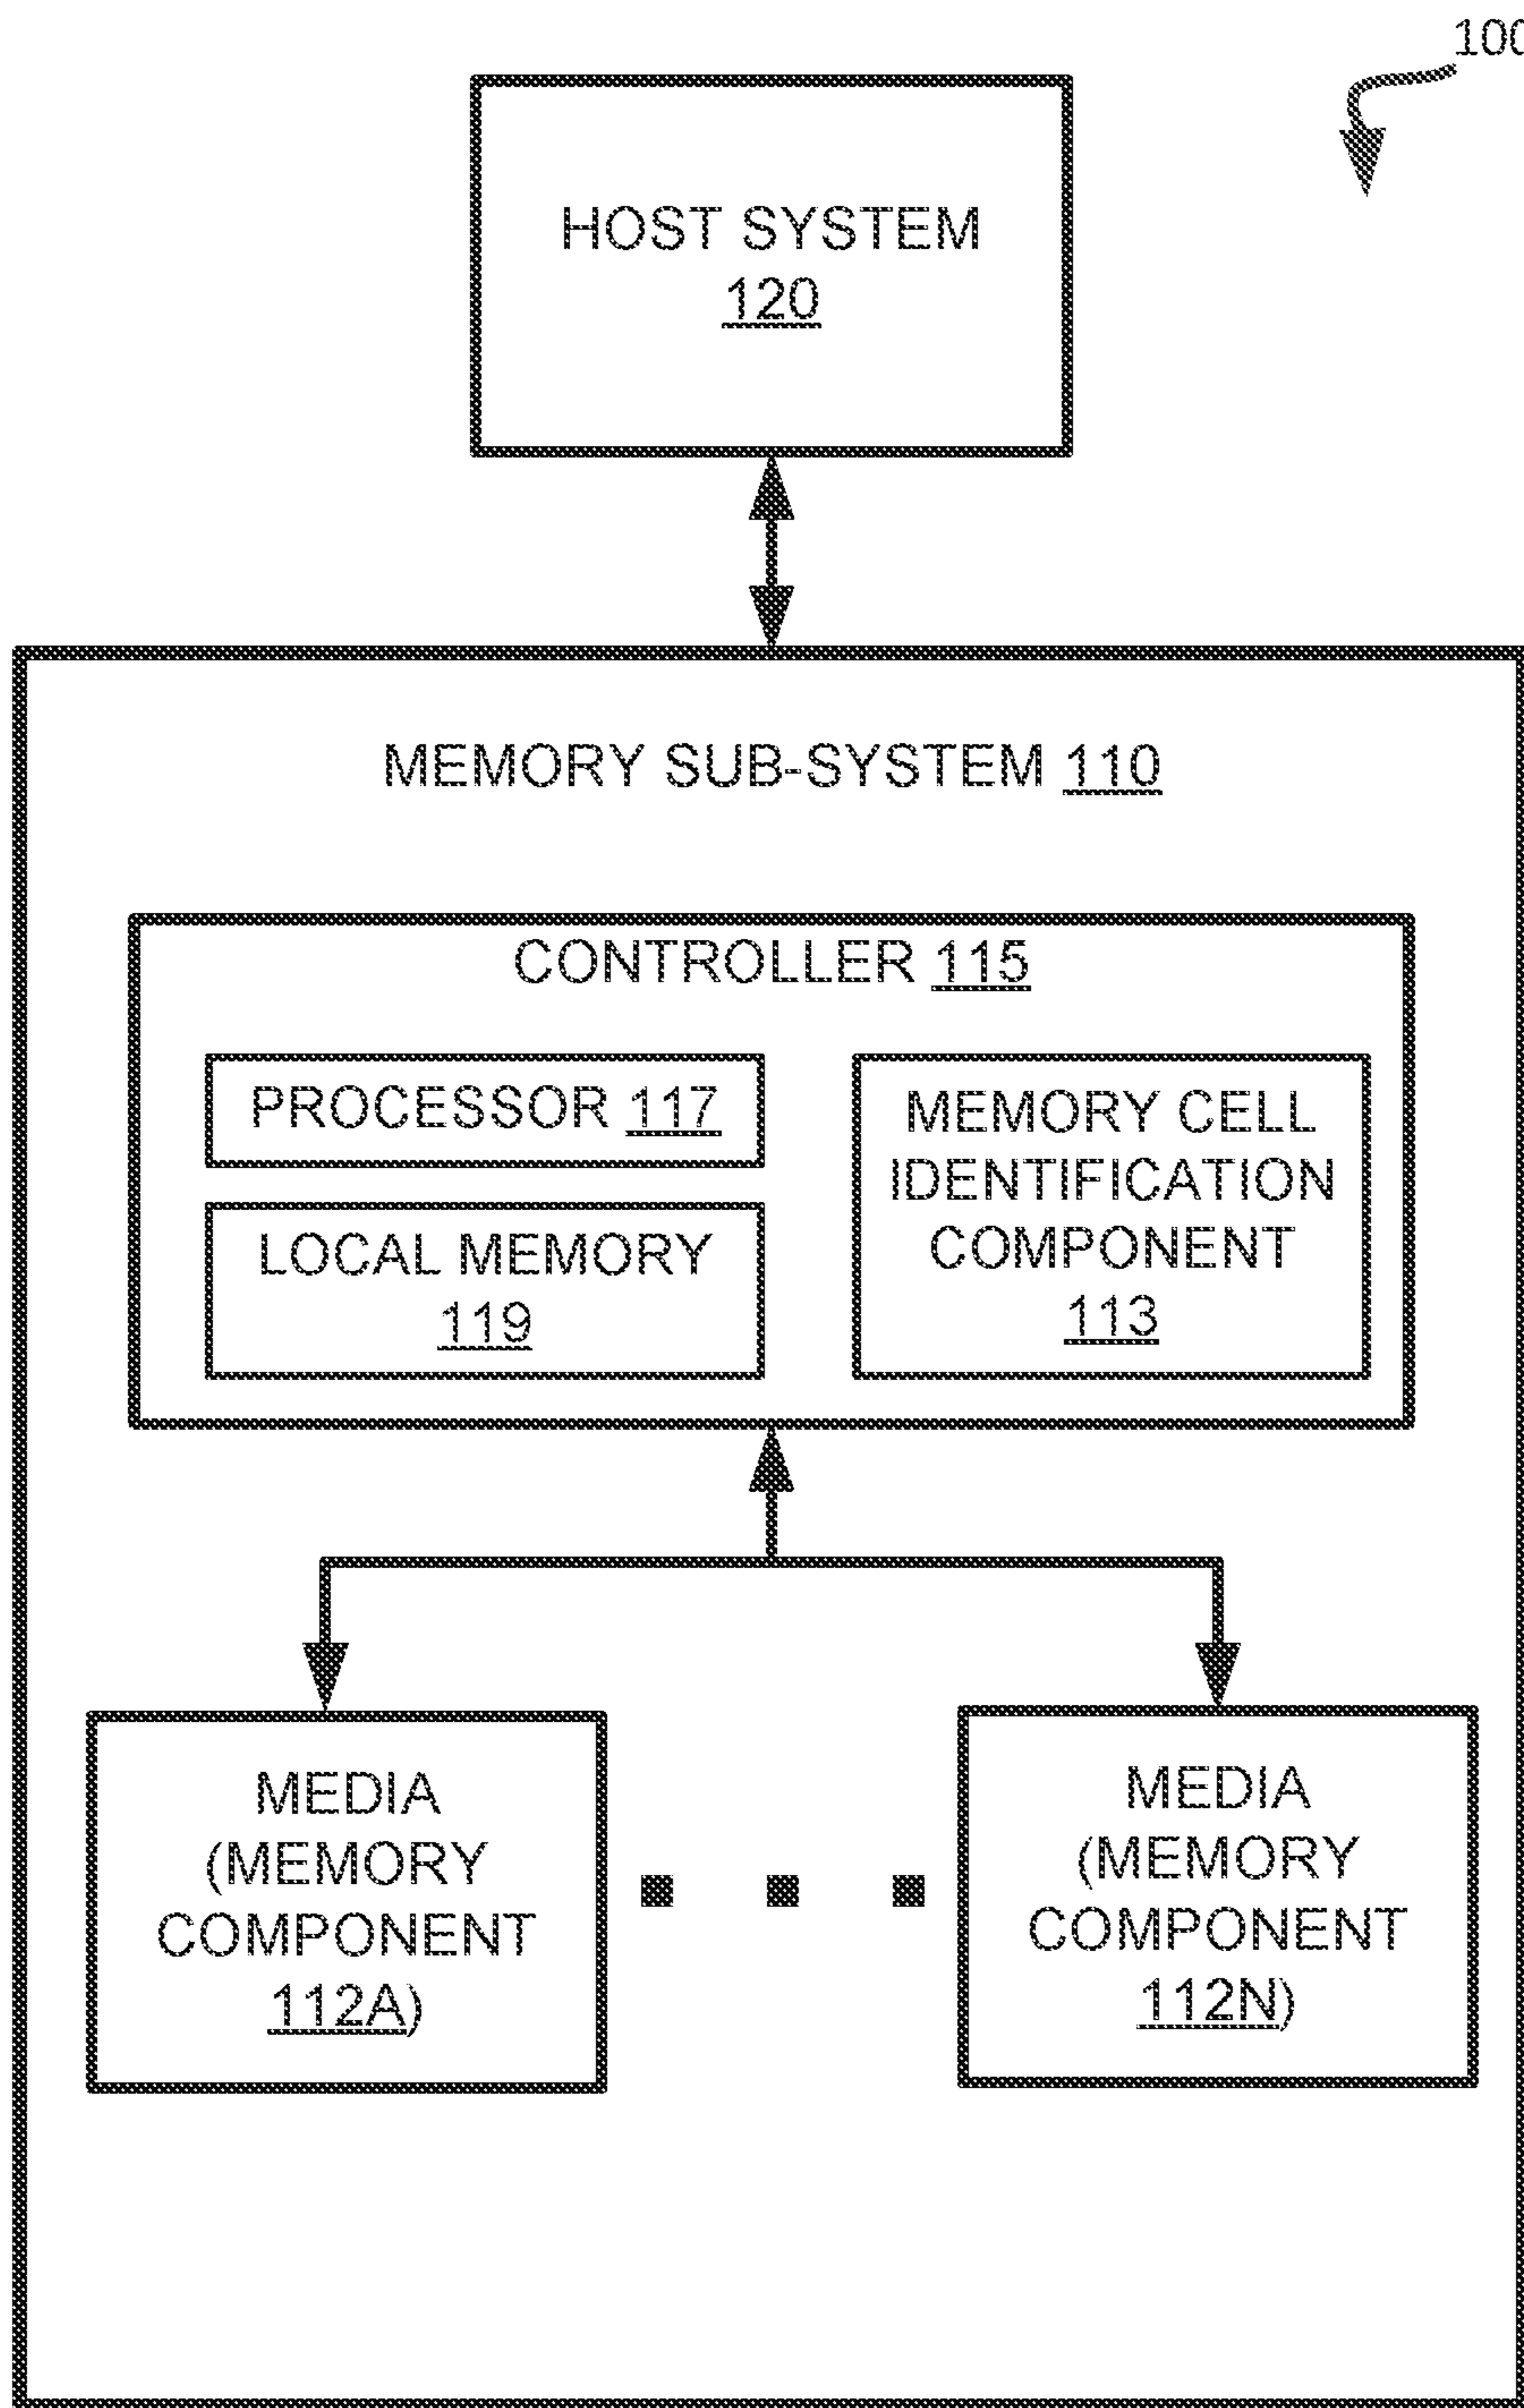 100
HOST SYSTEM
120
MEMORY SUB-SYSTEM 110
CONTROLLER 115
PROCESSOR 117
LOCAL MEMORY
119
MEMORY CELL
IDENTIFICATION
COMPONENT
113
MEDIA
(MEMORY
COMPONENT
112A)
MEDIA
(MEMORY
COMPONENT
112N)